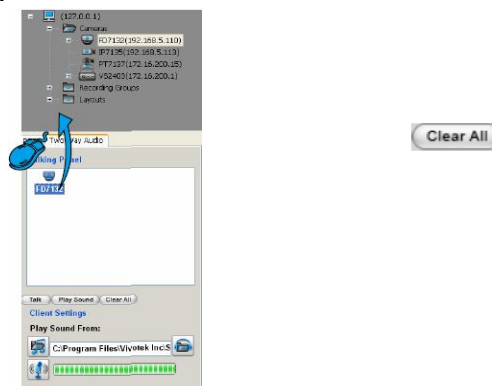 (127.0.0.1)
Cameras
FD7132(192.168.5.110)
IP7135(192.168.5.113)
PT7137(172.16.200.15)
VS2403(172.16.200.1)
Recording Groups
Layouts
Two Way Audio
Talking Panel
FD7132
Talk
Play Sound
Clear All
Client Settings
Play Sound From:
C:\Program Files\Vivotek Inc\S
Clear All